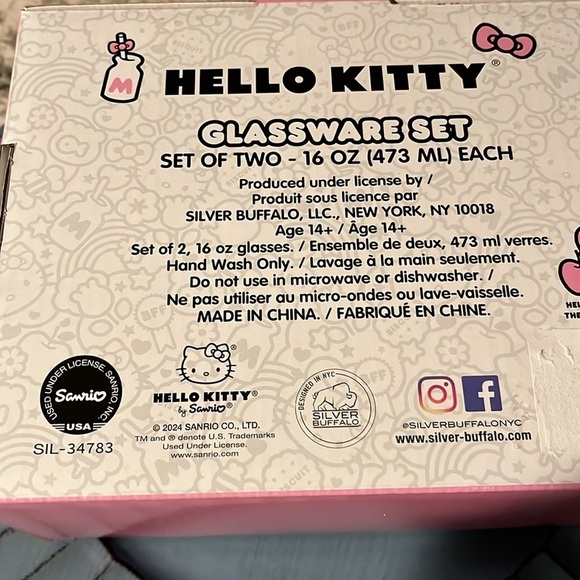 M
HELLO KITTY®
GLASSWARE SET
SET OF TWO - 16 OZ (473 ML) EACH
Produced under license by /
Produit sous licence par
SILVER BUFFALO, LLC., NEW YORK, NY 10018
Age 14+ / Âge 14+
Set of 2, 16 oz glasses. / Ensemble de deux, 473 ml verres.
Hand Wash Only. / Lavage à la main seulement.
Do not use in microwave or dishwasher. /
Ne pas utiliser au micro-ondes ou lave-vaisselle.
MADE IN CHINA. / FABRIQUÉ EN CHINE.
HEL
THE
USED UNDER LICENSE SANRIO, INC.
Sanrio
USA
SIL-34783
HELLO KITTY®
by Sanrio®
© 2024 SANRIO CO., LTD.
TM and ® denote U.S. Trademarks
Used Under License.
www.sanrio.com
DESIGNED IN NYC
SILVER
BUFFALO
f
@SILVERBUFFALONYC
www.silver-buffalo.com